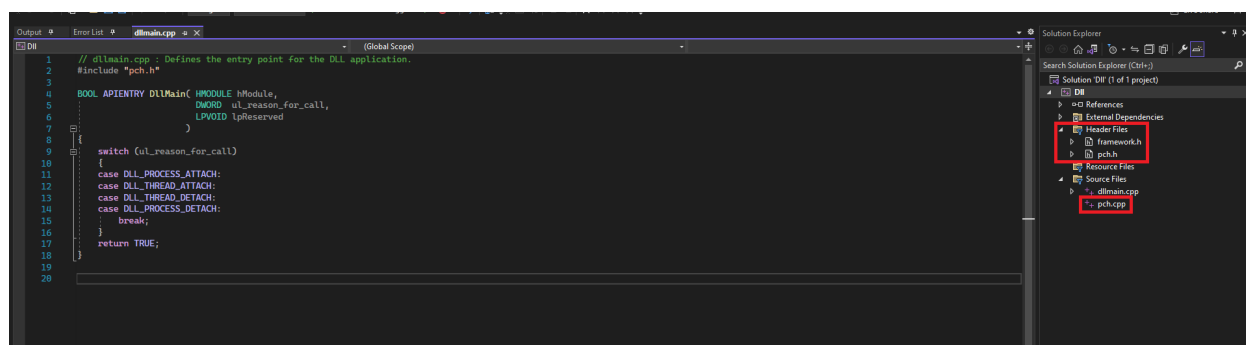 Output
Error List
dllmain.cpp
Dll
(Global Scope)
1 // dllmain.cpp : Defines the entry point for the DLL application.
2 #include "pch.h"
3
4 BOOL APIENTRY DllMain( HMODULE hModule,
5 DWORD ul_reason_for_call,
6 LPVOID lpReserved
7 )
8 {
9 switch (ul_reason_for_call)
10 {
11 case DLL_PROCESS_ATTACH:
12 case DLL_THREAD_ATTACH:
13 case DLL_THREAD_DETACH:
14 case DLL_PROCESS_DETACH:
15 break;
16 }
17 return TRUE;
18 }
19
20
Solution Explorer
Search Solution Explorer (Ctrl+;)
Solution 'Dll' (1 of 1 project)
Dll
References
External Dependencies
Header Files
framework.h
pch.h
Resource Files
Source Files
dllmain.cpp
pch.cpp